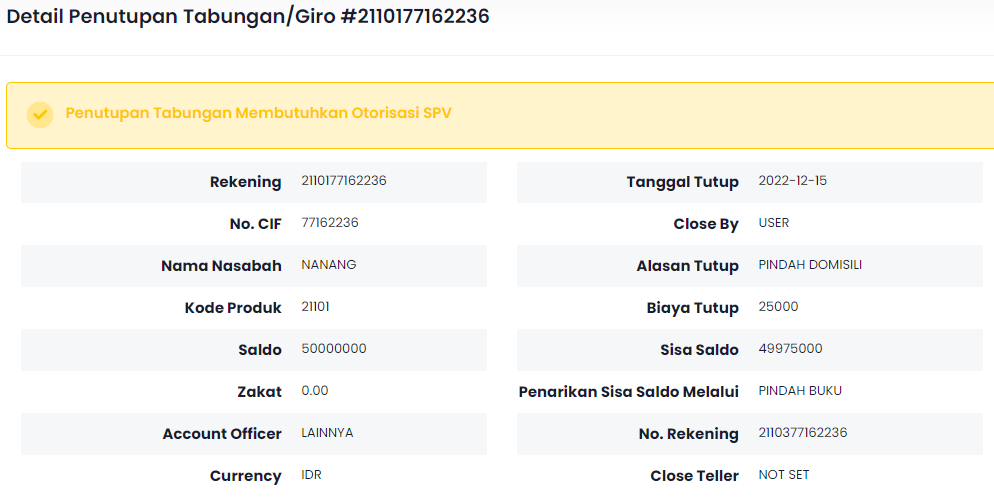 Detail Penutupan Tabungan/Giro #2110177162236
Penutupan Tabungan Membutuhkan Otorisasi SPV
Rekening 2110177162236
No. CIF 77162236
Nama Nasabah NANANG
Kode Produk 21101
Saldo 50000000
Zakat 0.00
Account Officer LAINNYA
Currency IDR
Tanggal Tutup 2022-12-15
Close By USER
Alasan Tutup PINDAH DOMISILI
Biaya Tutup 25000
Sisa Saldo 49975000
Penarikan Sisa Saldo Melalui PINDAH BUKU
No. Rekening 2110377162236
Close Teller NOT SET